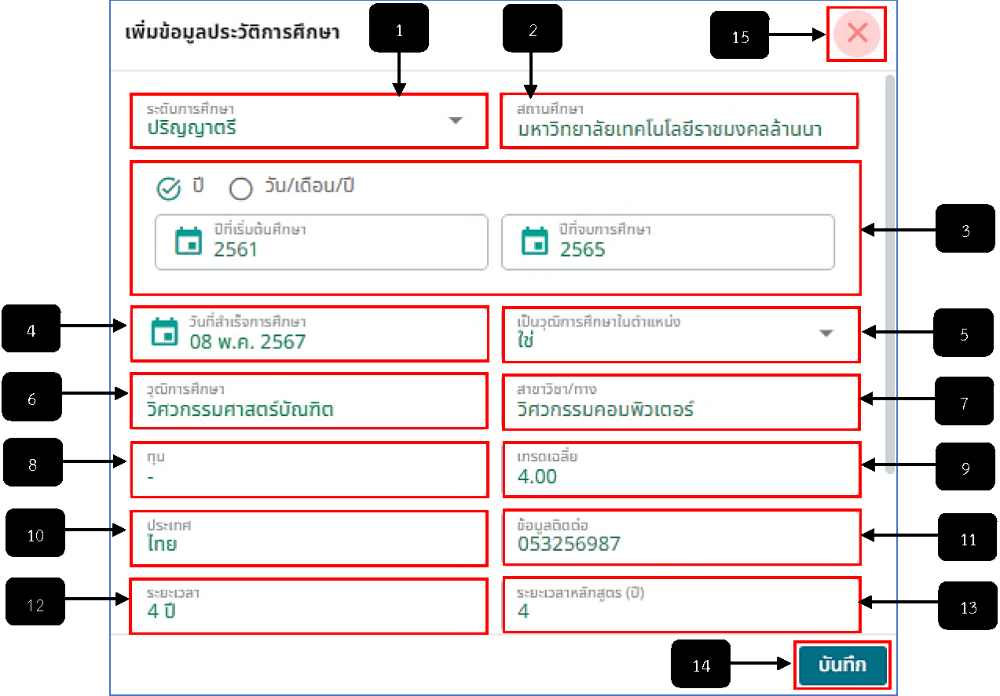 เพิ่มข้อมูลประวัติการศึกษา
1
2
15
ระดับการศึกษา
ปริญญาตรี
สถานศึกษา
มหาวิทยาลัยเทคโนโลยีราชมงคลล้านนา
ปี
วัน/เดือน/ปี
ปีที่เริ่มต้นศึกษา
2561
ปีที่จบการศึกษา
2565
3
4
วันที่สำเร็จการศึกษา
08 พ.ค. 2567
เป็นวุฒิการศึกษาในตำแหน่ง
ใช่
5
6
วุฒิการศึกษา
วิศวกรรมศาสตร์บัณฑิต
สาขาวิชา/ทาง
วิศวกรรมคอมพิวเตอร์
7
8
ทุน
-
เกรดเฉลี่ย
4.00
9
10
ประเทศ
ไทย
ข้อมูลติดต่อ
053256987
11
12
ระยะเวลา
4 ปี
ระยะเวลาหลักสูตร (ปี)
4
13
14
บันทึก